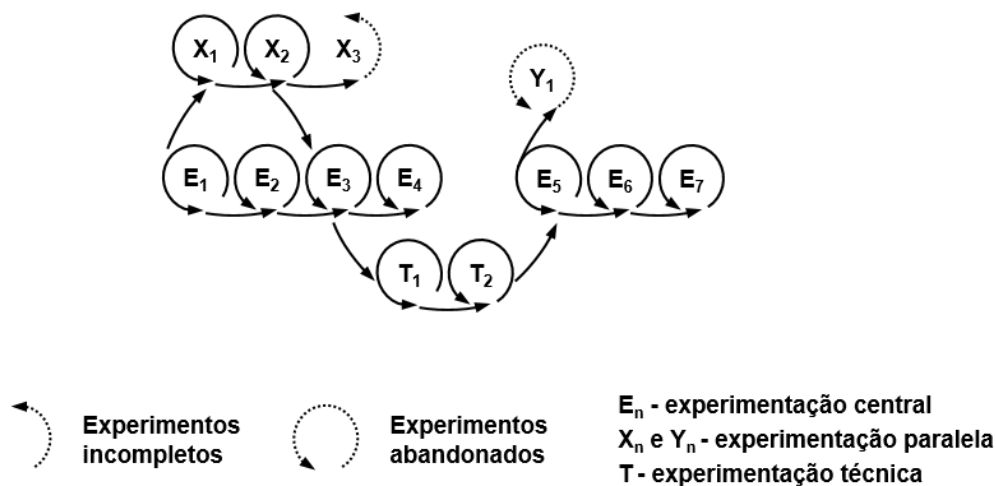 X₁ X₂ X₃
Y₁
E₁ E₂ E₃ E₄ E₅ E₆ E₇
T₁ T₂
Experimentos
incompletos
Experimentos
abandonados
Eₙ - experimentação central
Xₙ e Yₙ - experimentação paralela
T - experimentação técnica